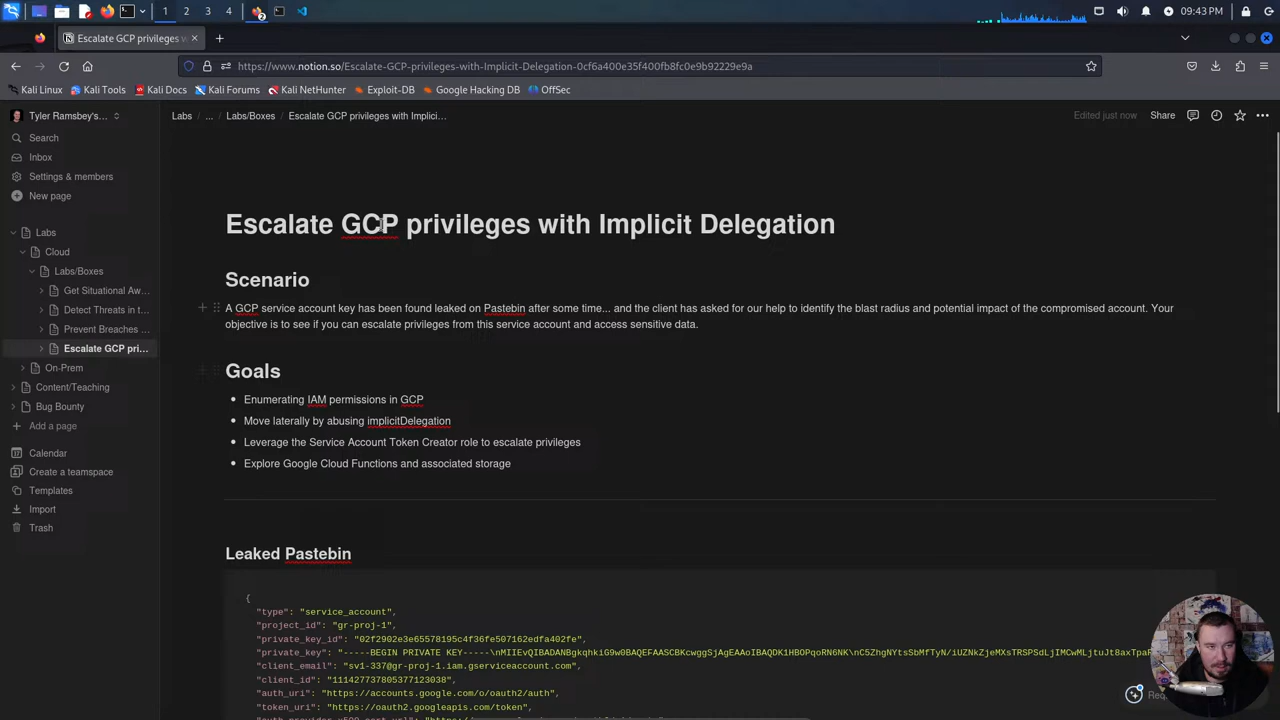 1
2
3
4
2
09:43 PM
Escalate GCP privileges w
https://www.notion.so/Escalate-GCP-privileges-with-Implicit-Delegation-0cf6a400e35f400fb8fc0e9b92229e9a
Kali Linux
Kali Tools
Kali Docs
Kali Forums
Kali NetHunter
Exploit-DB
Google Hacking DB
OffSec
Tyler Ramsbey's...
Labs / ... / Labs/Boxes / Escalate GCP privileges with Implici...
Edited just now
Share
Search
Inbox
Settings & members
New page
Labs
Cloud
Labs/Boxes
Get Situational Aw...
Detect Threats in t...
Prevent Breaches ...
Escalate GCP pri...
On-Prem
Content/Teaching
Bug Bounty
Add a page
Calendar
Create a teamspace
Templates
Import
Trash
Escalate GCP privileges with Implicit Delegation
Scenario
A GCP service account key has been found leaked on Pastebin after some time... and the client has asked for our help to identify the blast radius and potential impact of the compromised account. Your
objective is to see if you can escalate privileges from this service account and access sensitive data.
Goals
• Enumerating IAM permissions in GCP
• Move laterally by abusing implicitDelegation
• Leverage the Service Account Token Creator role to escalate privileges
• Explore Google Cloud Functions and associated storage
Leaked Pastebin
{
"type": "service_account",
"project_id": "gr-proj-1",
"private_key_id": "02f2902e3e65578195c4f36fe507162edfa402fe",
"private_key": "-----BEGIN PRIVATE KEY-----\nMIIEvQIBADANBgkqhkiG9w0BAQEFAASCBKcwggSjAgEAAoIBAQDK1HBOPqoRN6NK\nC5ZhgNYtsSbMfTyN/iUZNkZjeMXsTRSPSdLjIMCwMLjtuJt8axTpaR
"client_email": "sv1-337@gr-proj-1.iam.gserviceaccount.com",
"client_id": "111427737805377123038",
"auth_uri": "https://accounts.google.com/o/oauth2/auth",
"token_uri": "https://oauth2.googleapis.com/token",